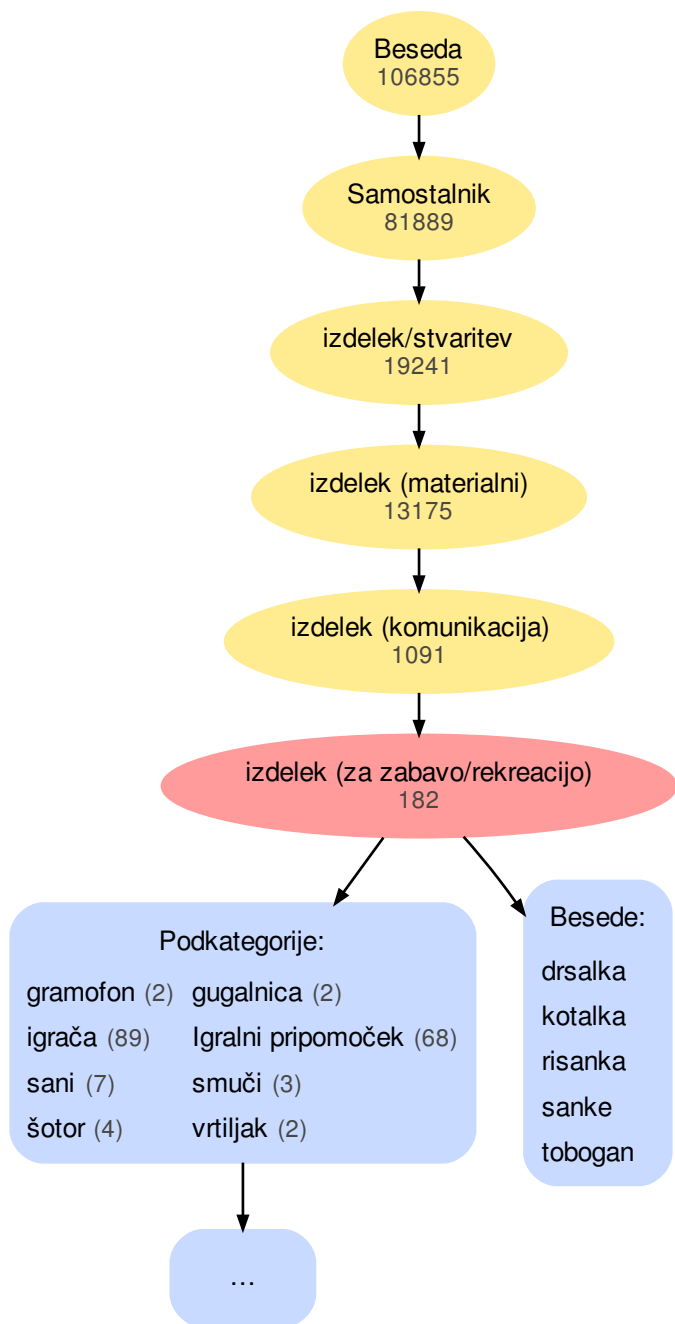 Beseda
106855
Samostalnik
81889
izdelek/stvaritev
19241
izdelek (materialni)
13175
izdelek (komunikacija)
1091
izdelek (za zabavo/rekreacijo)
182
Podkategorije:
gramofon (2) gugalnica (2)
igrača (89) Igralni pripomoček (68)
sani (7) smuči (3)
šotor (4) vrtiljak (2)
Besede:
drsalka
kotalka
risanka
sanke
tobogan
...